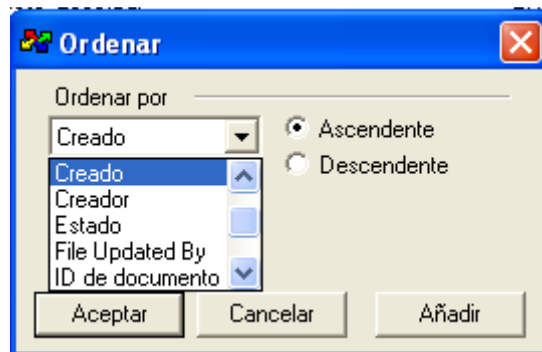 Ordenar
Ordenar por
Creado
Ascendente
Descendente
Creado
Creador
Estado
File Updated By
ID de documento
Aceptar
Cancelar
Añadir